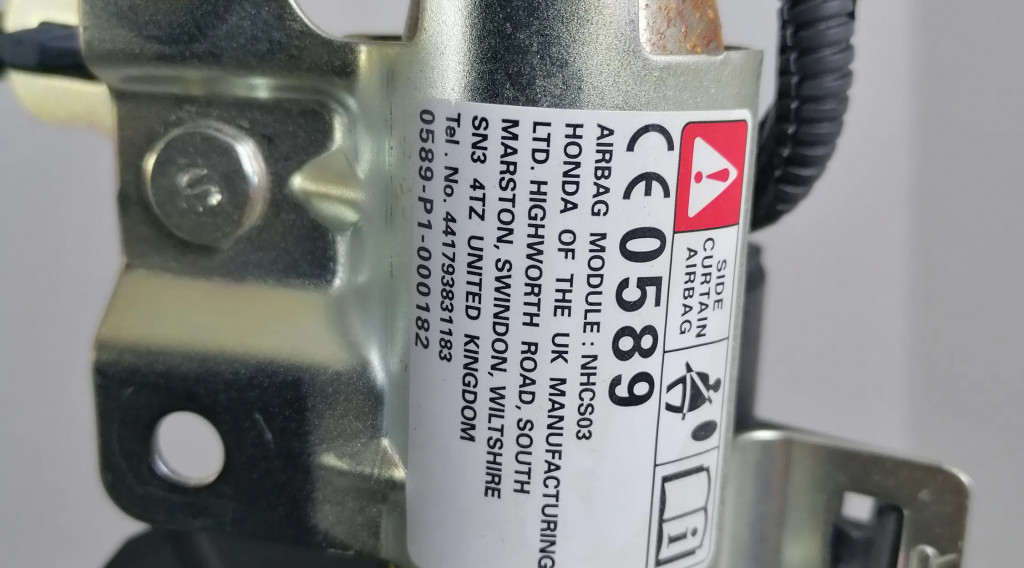 SIDE
CURTAIN
AIRBAG
CE 0589
AIRBAG MODULE : NHCS03
HONDA OF THE UK MANUFACTURING
LTD. HIGHWORTH ROAD, SOUTH
MARSTON, SWINDON, WILTSHIRE
SN3 4TZ UNITED KINGDOM
Tel . No. 441793831183
0589-P1-000182
S
i